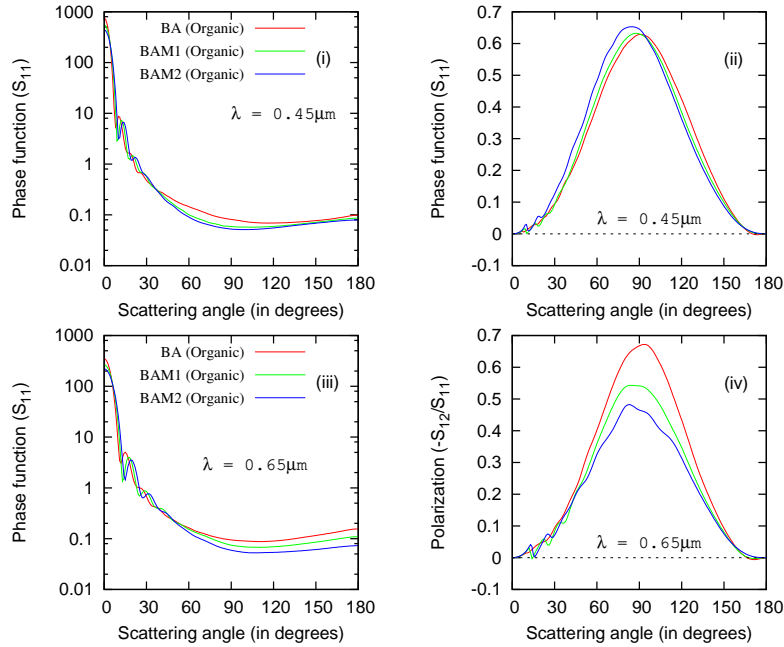 1000
100
10
1
0.1
0.01
Phase function (S11)
BA (Organic)
BAM1 (Organic)
BAM2 (Organic)
(i)
λ = 0.45μm
0 30 60 90 120 150 180
Scattering angle (in degrees)
0.7
0.6
0.5
0.4
0.3
0.2
0.1
0
-0.1
Phase function (S11)
(ii)
λ = 0.45μm
0 30 60 90 120 150 180
Scattering angle (in degrees)
1000
100
10
1
0.1
0.01
Phase function (S11)
BA (Organic)
BAM1 (Organic)
BAM2 (Organic)
(iii)
λ = 0.65μm
0 30 60 90 120 150 180
Scattering angle (in degrees)
0.7
0.6
0.5
0.4
0.3
0.2
0.1
0
-0.1
Polarization (-S12/S11)
(iv)
λ = 0.65μm
0 30 60 90 120 150 180
Scattering angle (in degrees)